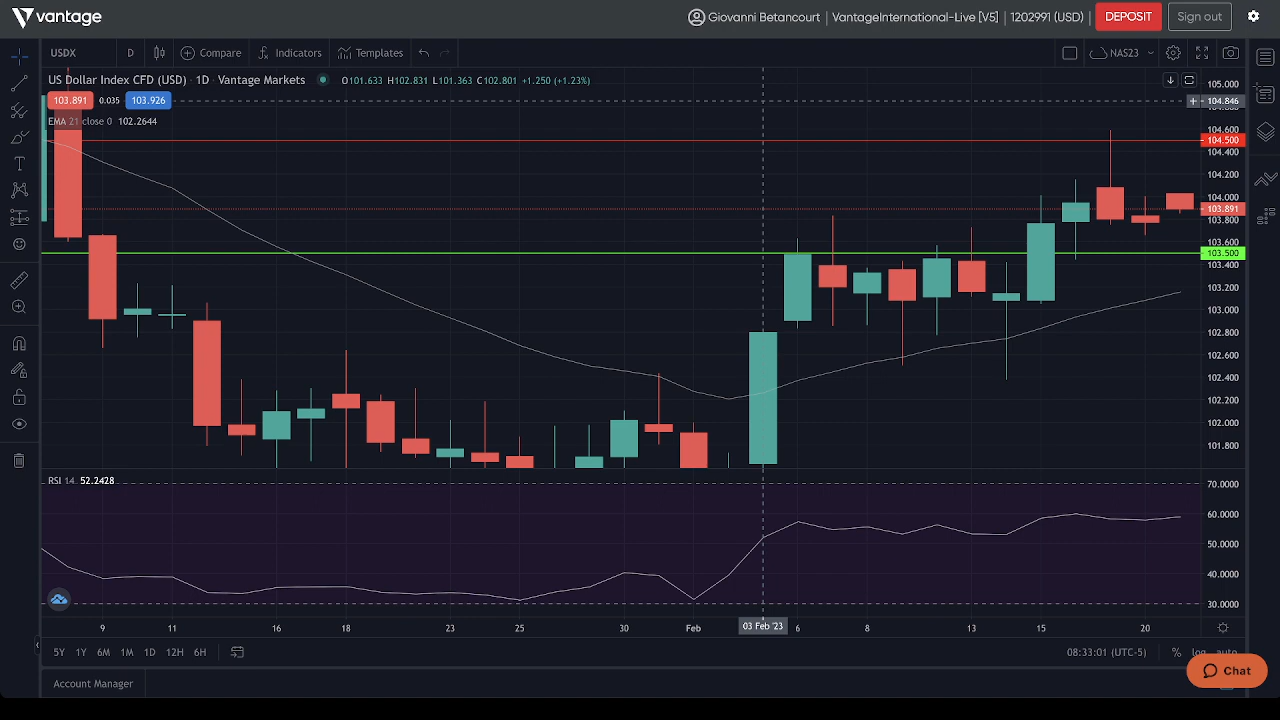 vantage
Giovanni Betancourt VantageInternational-Live [V5] 1202991 (USD) DEPOSIT Sign out
USDX D Compare Indicators Templates NAS23
US Dollar Index CFD (USD) · 1D · Vantage Markets O101.633 H102.831 L101.363 C102.801 +1.250 (+1.23%)
103.891 0.035 103.926
EMA 21 close 0 102.2644
105.000
104.846
104.600
104.500
104.400
104.200
104.000
103.891
103.800
103.600
103.500
103.400
103.200
103.000
102.800
102.600
102.400
102.200
102.000
101.800
RSI 14 52.2428
70.0000
60.0000
50.0000
40.0000
30.0000
9 11 16 18 23 25 30 Feb 03 Feb '23 6 8 13 15 20
5Y 1Y 6M 1M 1D 12H 6H 08:33:01 (UTC-5) % log auto
Chat
Account Manager